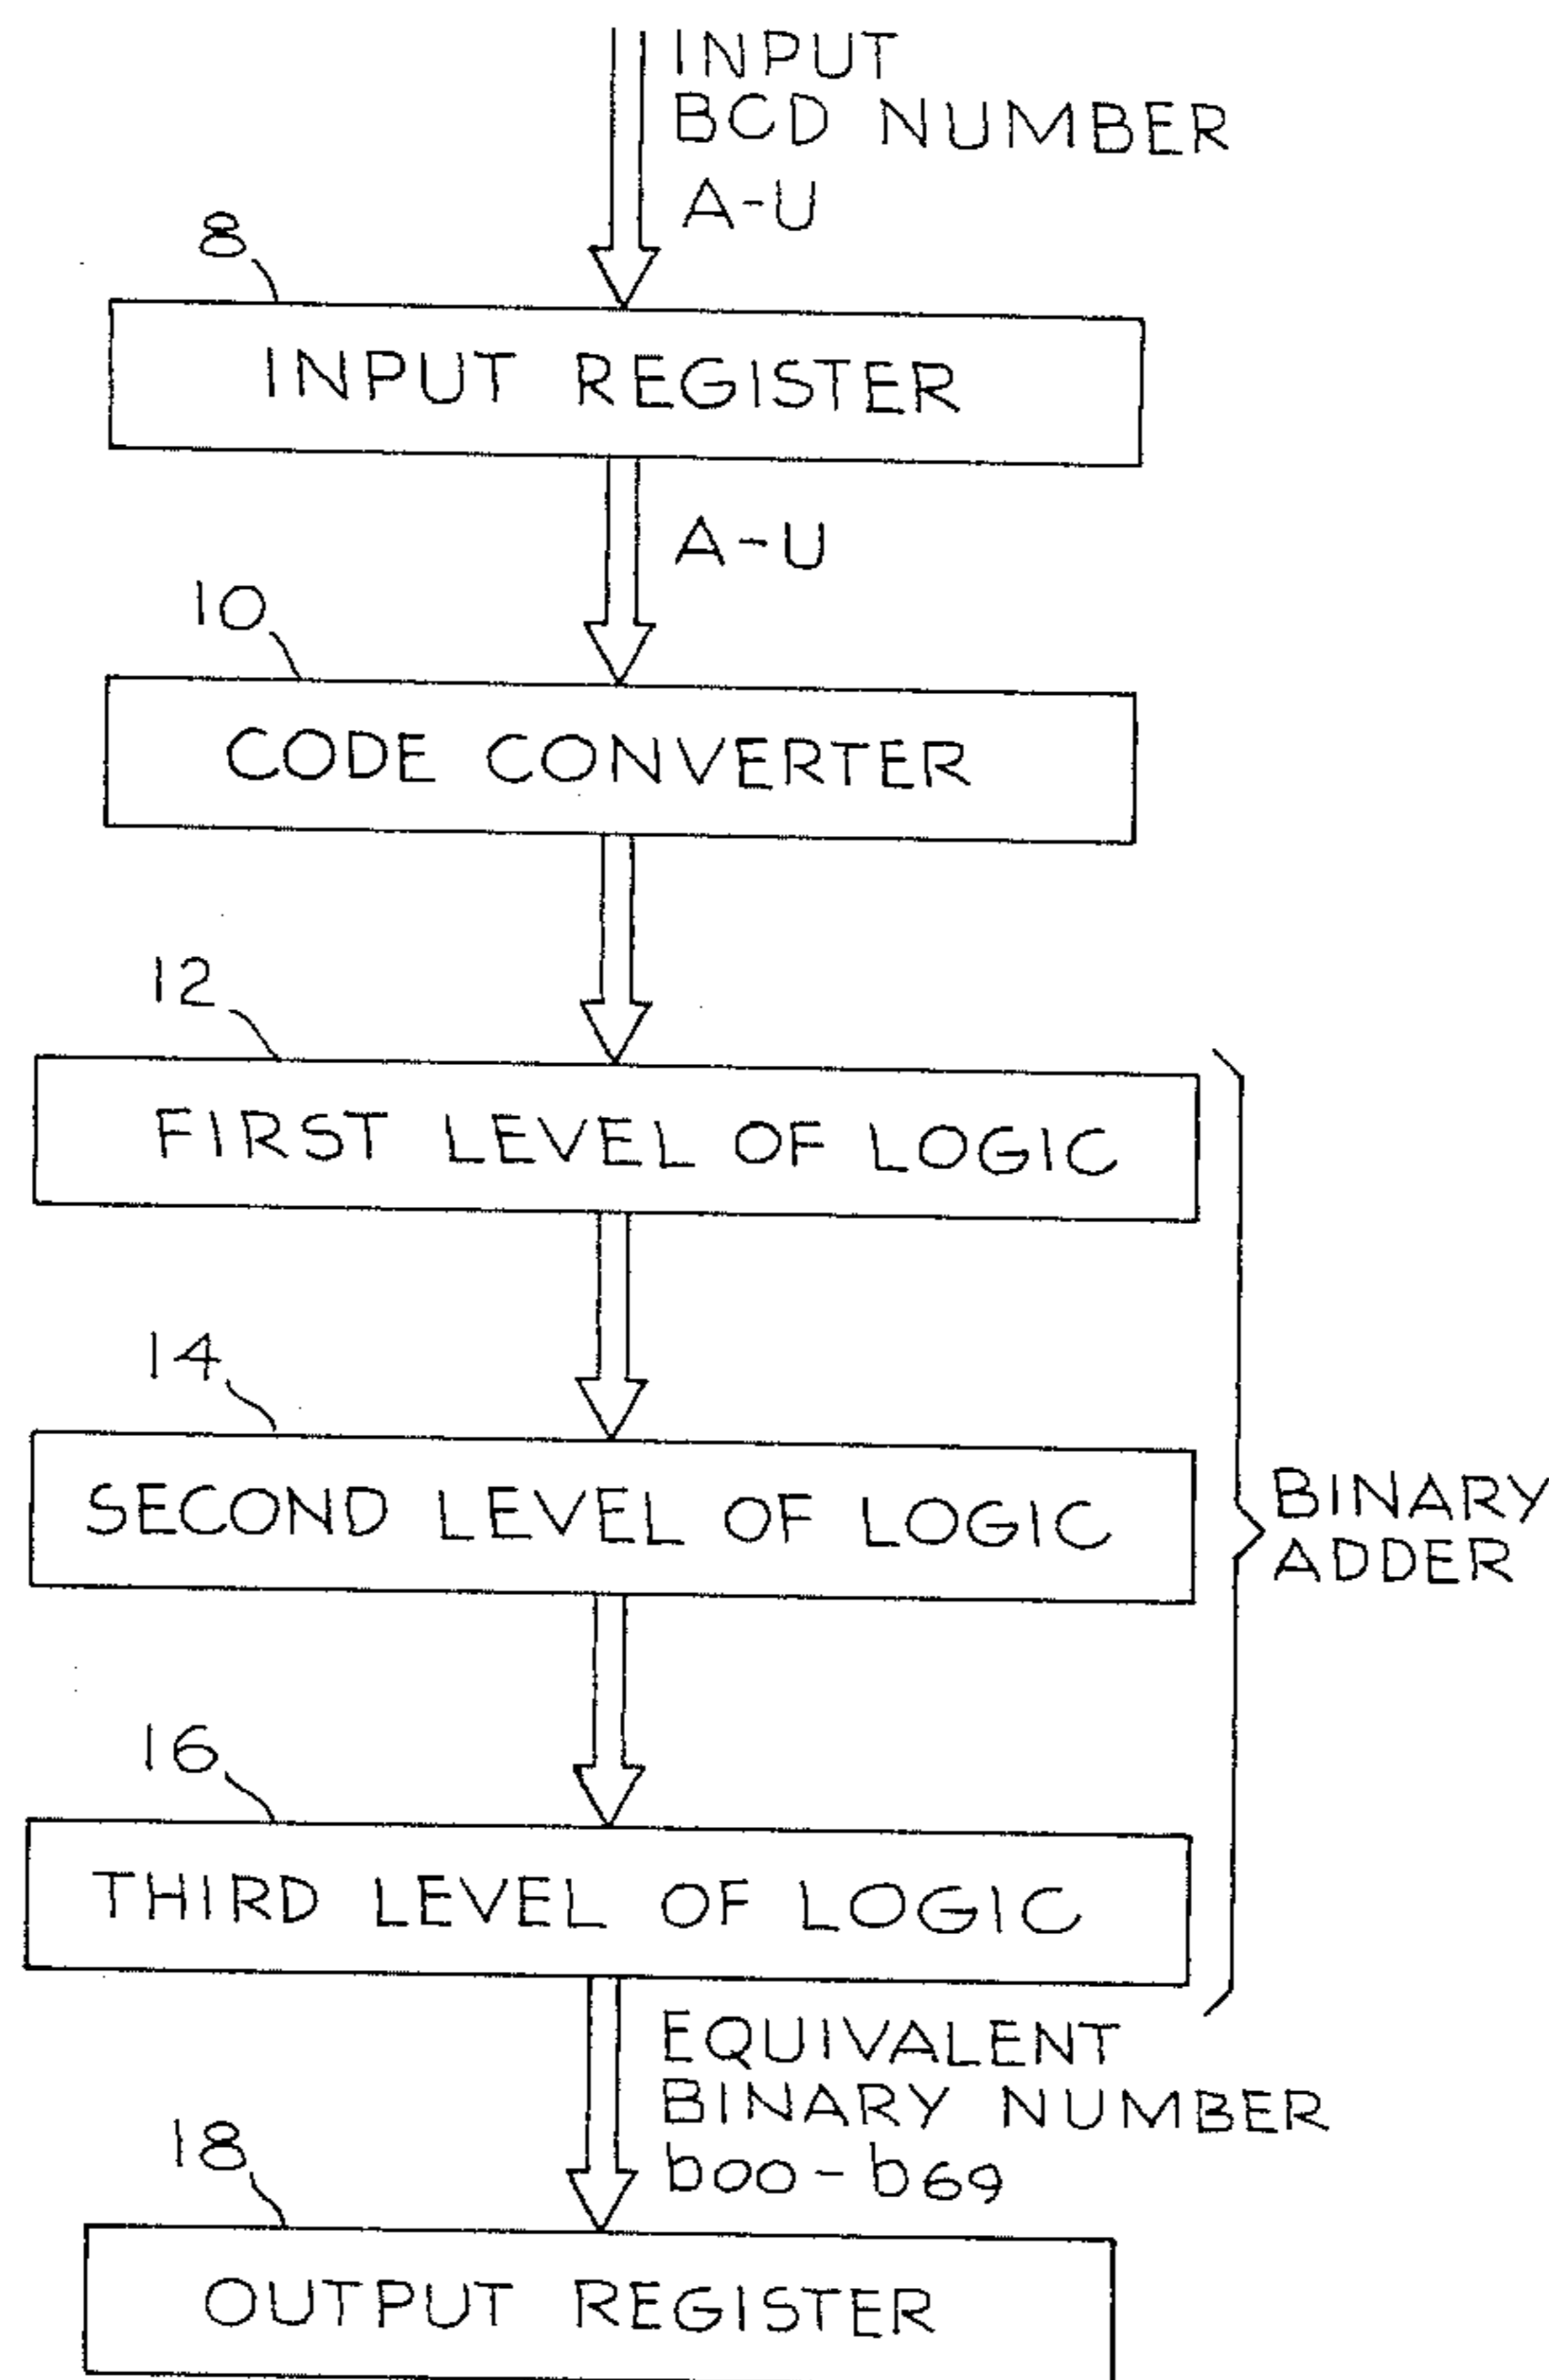 INPUT
BCD NUMBER
A-U
8
INPUT REGISTER
A-U
10
CODE CONVERTER
12
FIRST LEVEL OF LOGIC
14
SECOND LEVEL OF LOGIC
BINARY
ADDER
16
THIRD LEVEL OF LOGIC
EQUIVALENT
BINARY NUMBER
b00-b69
18
OUTPUT REGISTER